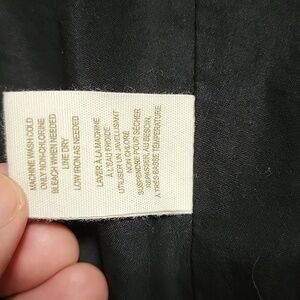 MACHINE WASH COLD
ONLY NON-CHLORINE
BLEACH WHEN NEEDED
LINE DRY
LOW IRON AS NEEDED
LAVER À LA MACHINE
À L'EAU FROIDE
UTILISER UN JAVELLISANT
NON CHLORÉ
SUSPENDRE POUR SÉCHER
REPASSER, AU BESOIN,
À TRÈS BASSE TEMPÉRATURE